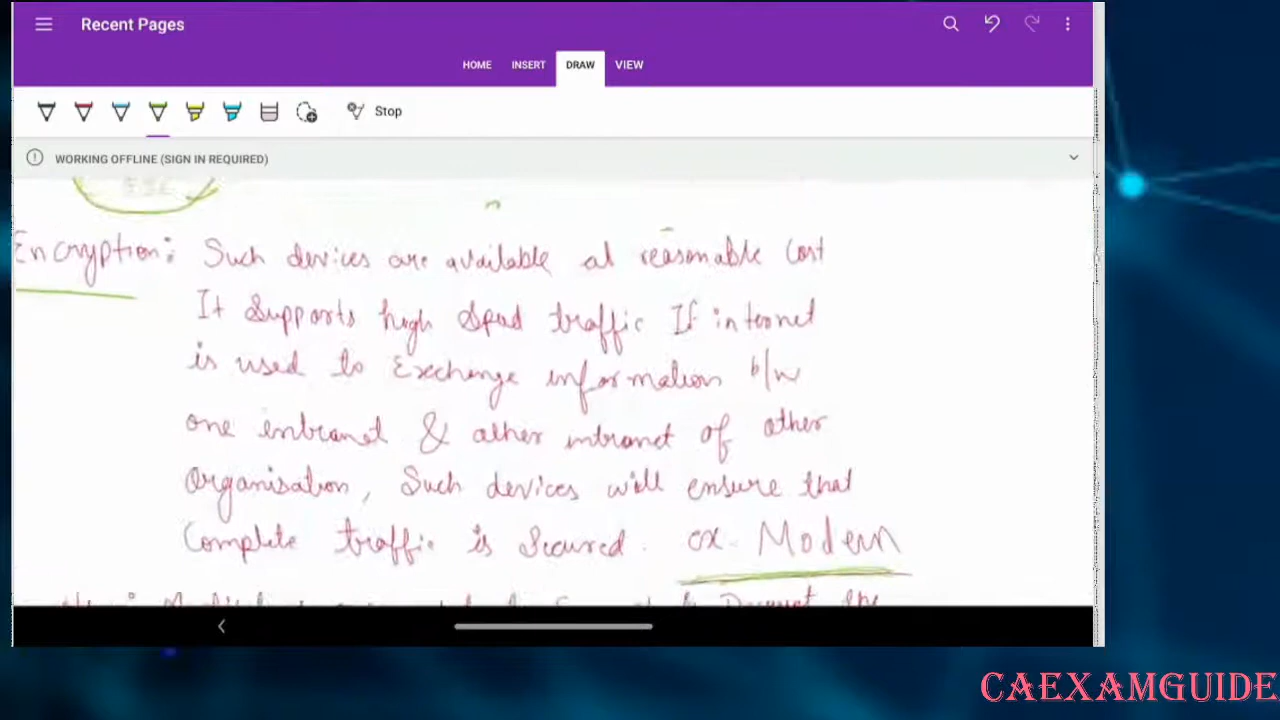 Recent Pages
HOME INSERT DRAW VIEW
Stop
WORKING OFFLINE (SIGN IN REQUIRED)
Encryption: Such devices are available at reasonable Cost
It Supports high Speed traffic If internet
is used to Exchange information b/w
one intranet & other intranet of other
Organisation, Such devices will ensure that
Complete traffic is Secured. ex. Modern
CAEXAMGUIDE